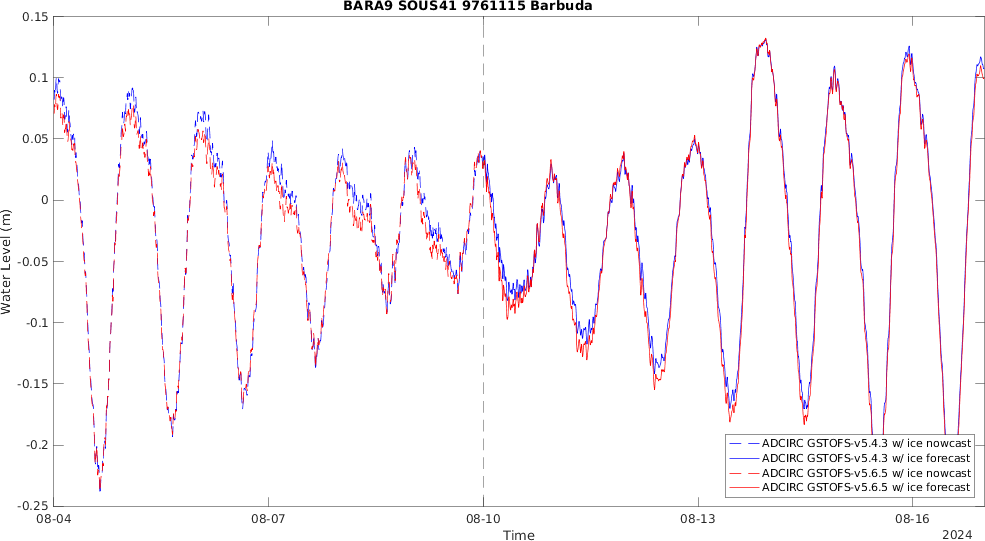 BARA9 SOUS41 9761115 Barbuda
0.15
0.1
0.05
0
-0.05
-0.1
-0.15
-0.2
-0.25
Water Level (m)
08-04 08-07 08-10 08-13 08-16
Time
2024
ADCIRC GSTOFS-v5.4.3 w/ ice nowcast
ADCIRC GSTOFS-v5.4.3 w/ ice forecast
ADCIRC GSTOFS-v5.6.5 w/ ice nowcast
ADCIRC GSTOFS-v5.6.5 w/ ice forecast